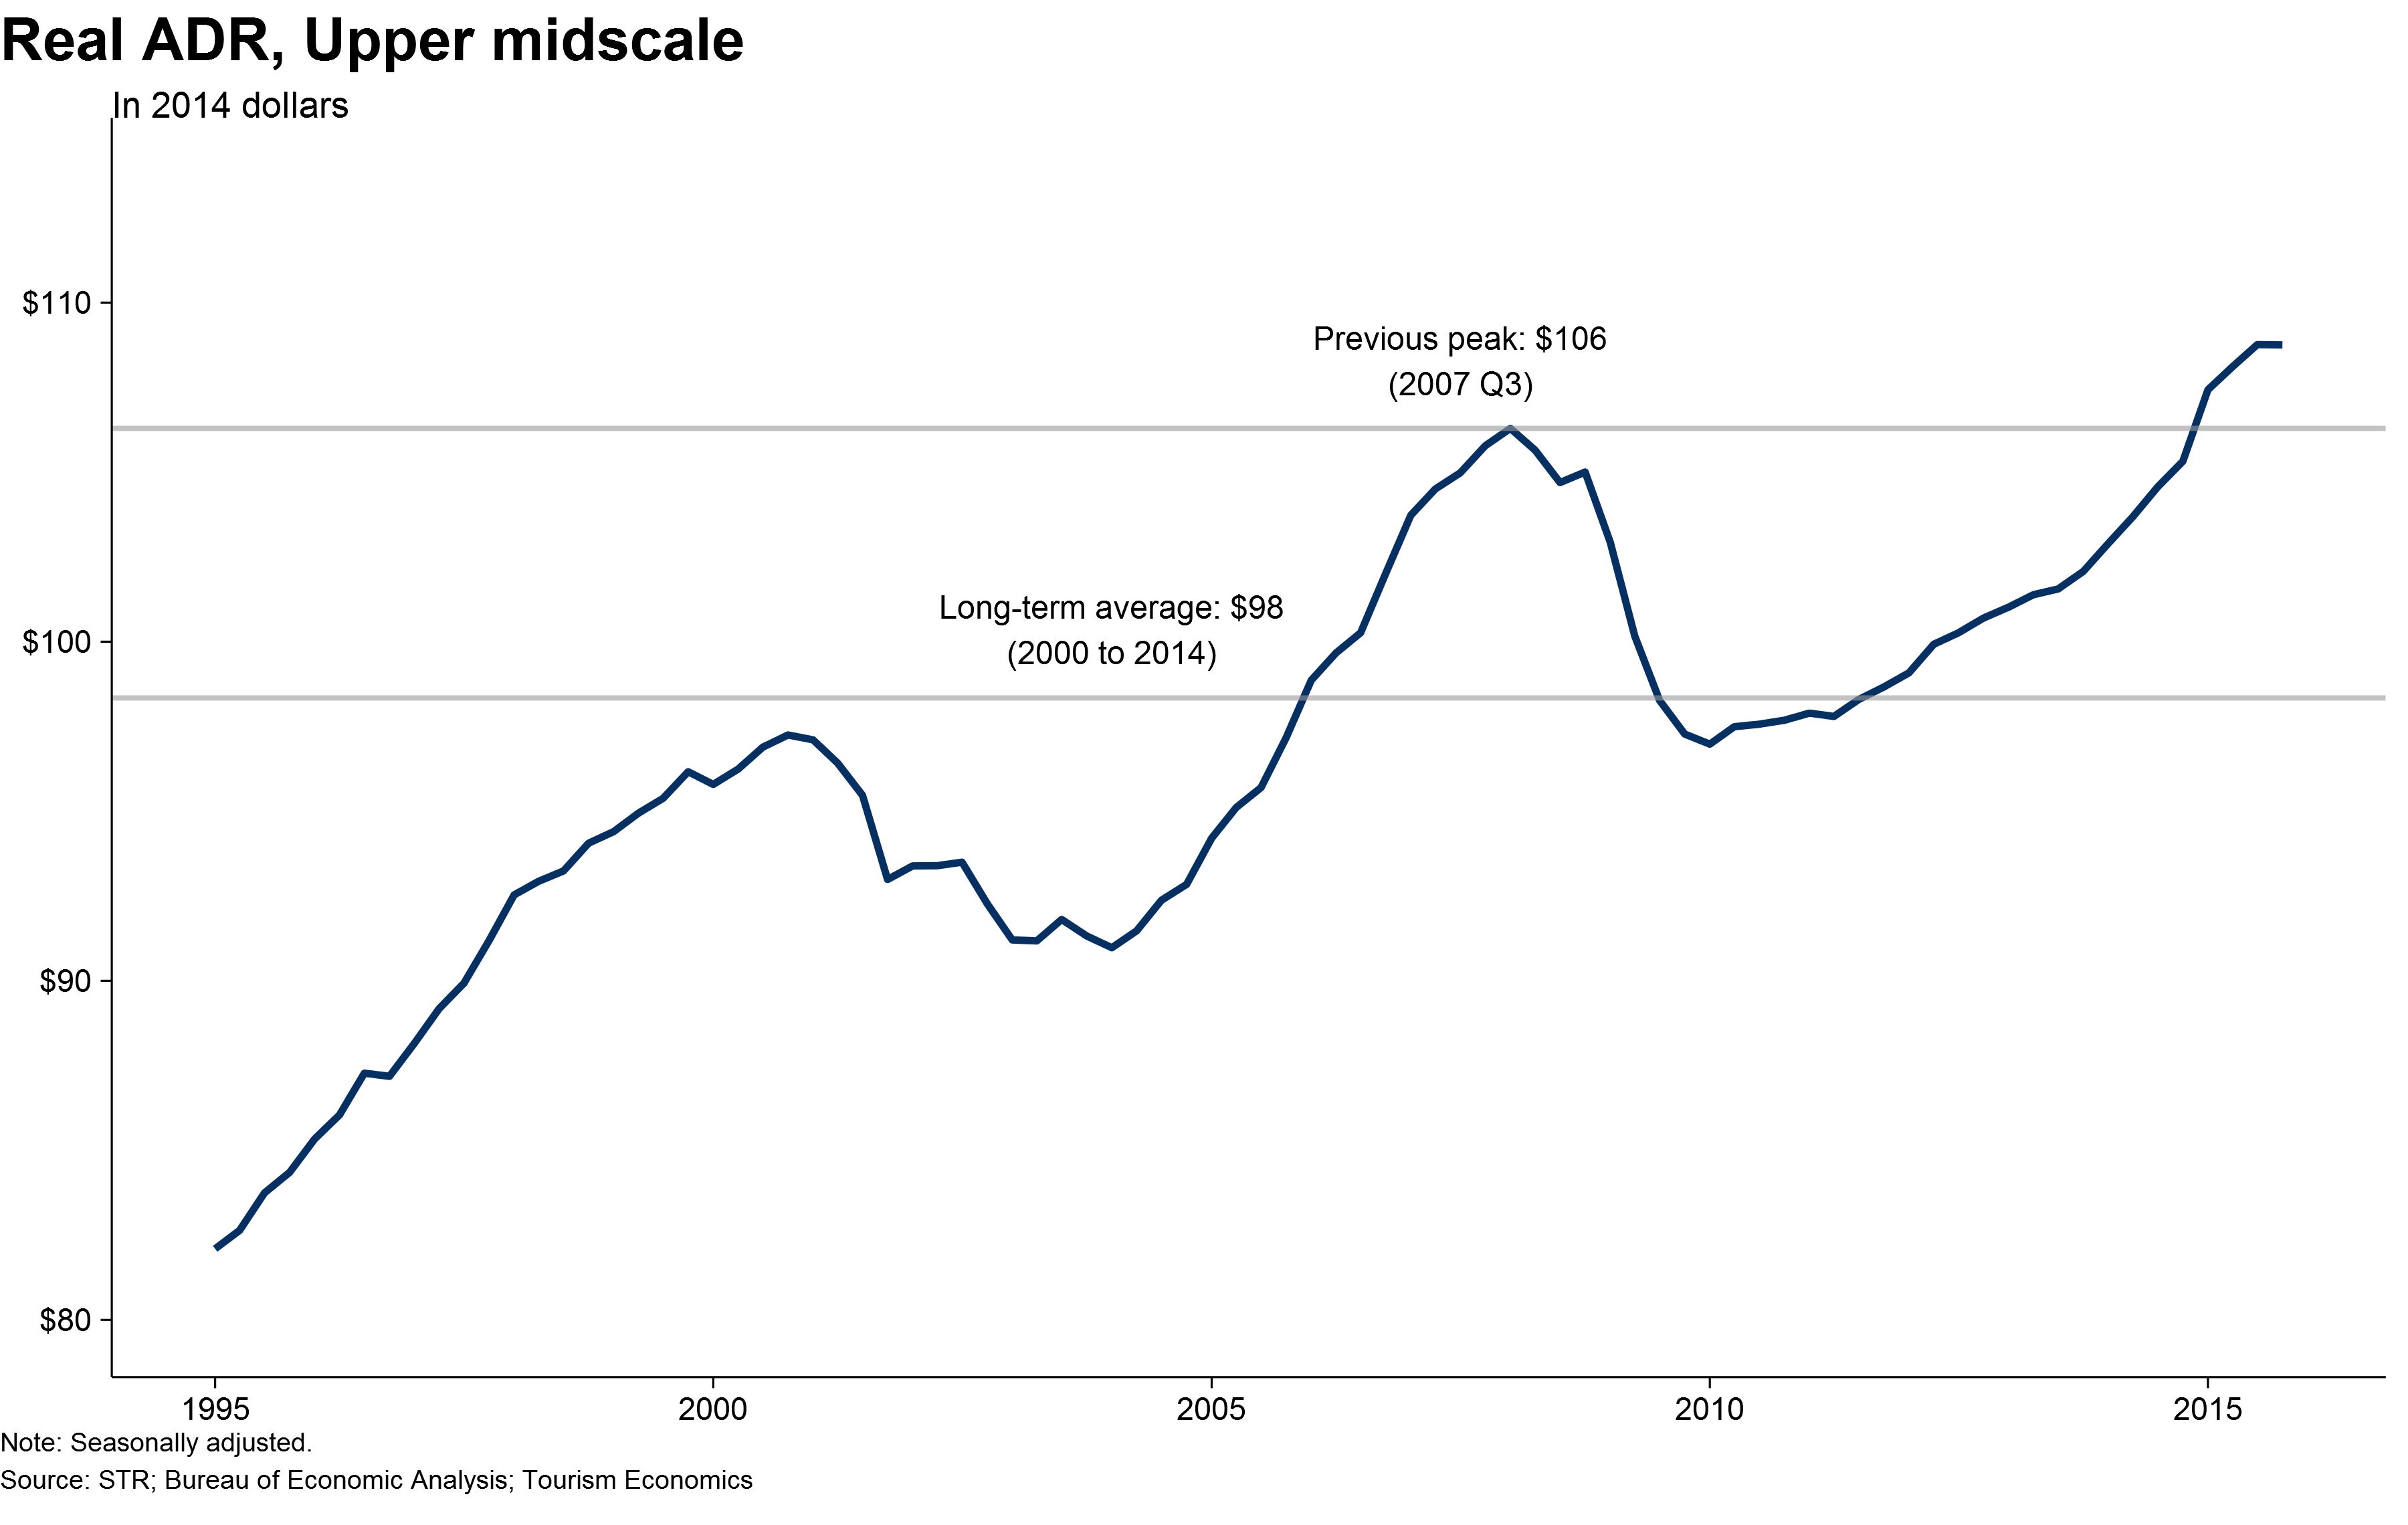 Real ADR, Upper midscale
In 2014 dollars
$110
Previous peak: $106
(2007 Q3)
Long-term average: $98
$100
(2000 to 2014)
$90
$80
1995 2000 2005 2010 2015
Note: Seasonally adjusted.
Source: STR; Bureau of Economic Analysis; Tourism Economics